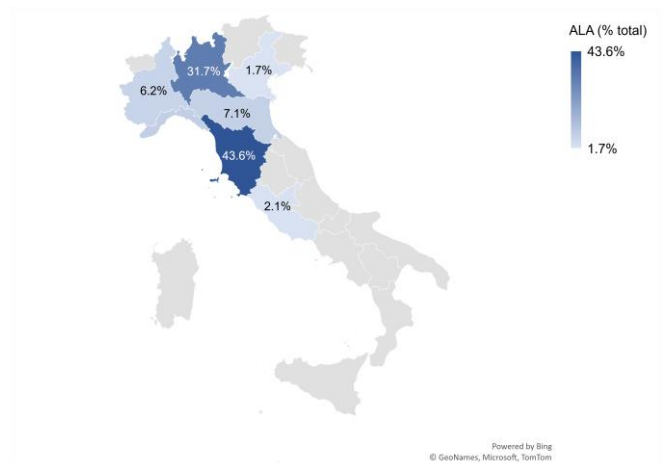 ALA (% total)
43.6%
1.7%
31.7%
1.7%
6.2%
7.1%
43.6%
2.1%
Powered by Bing
© GeoNames, Microsoft, TomTom